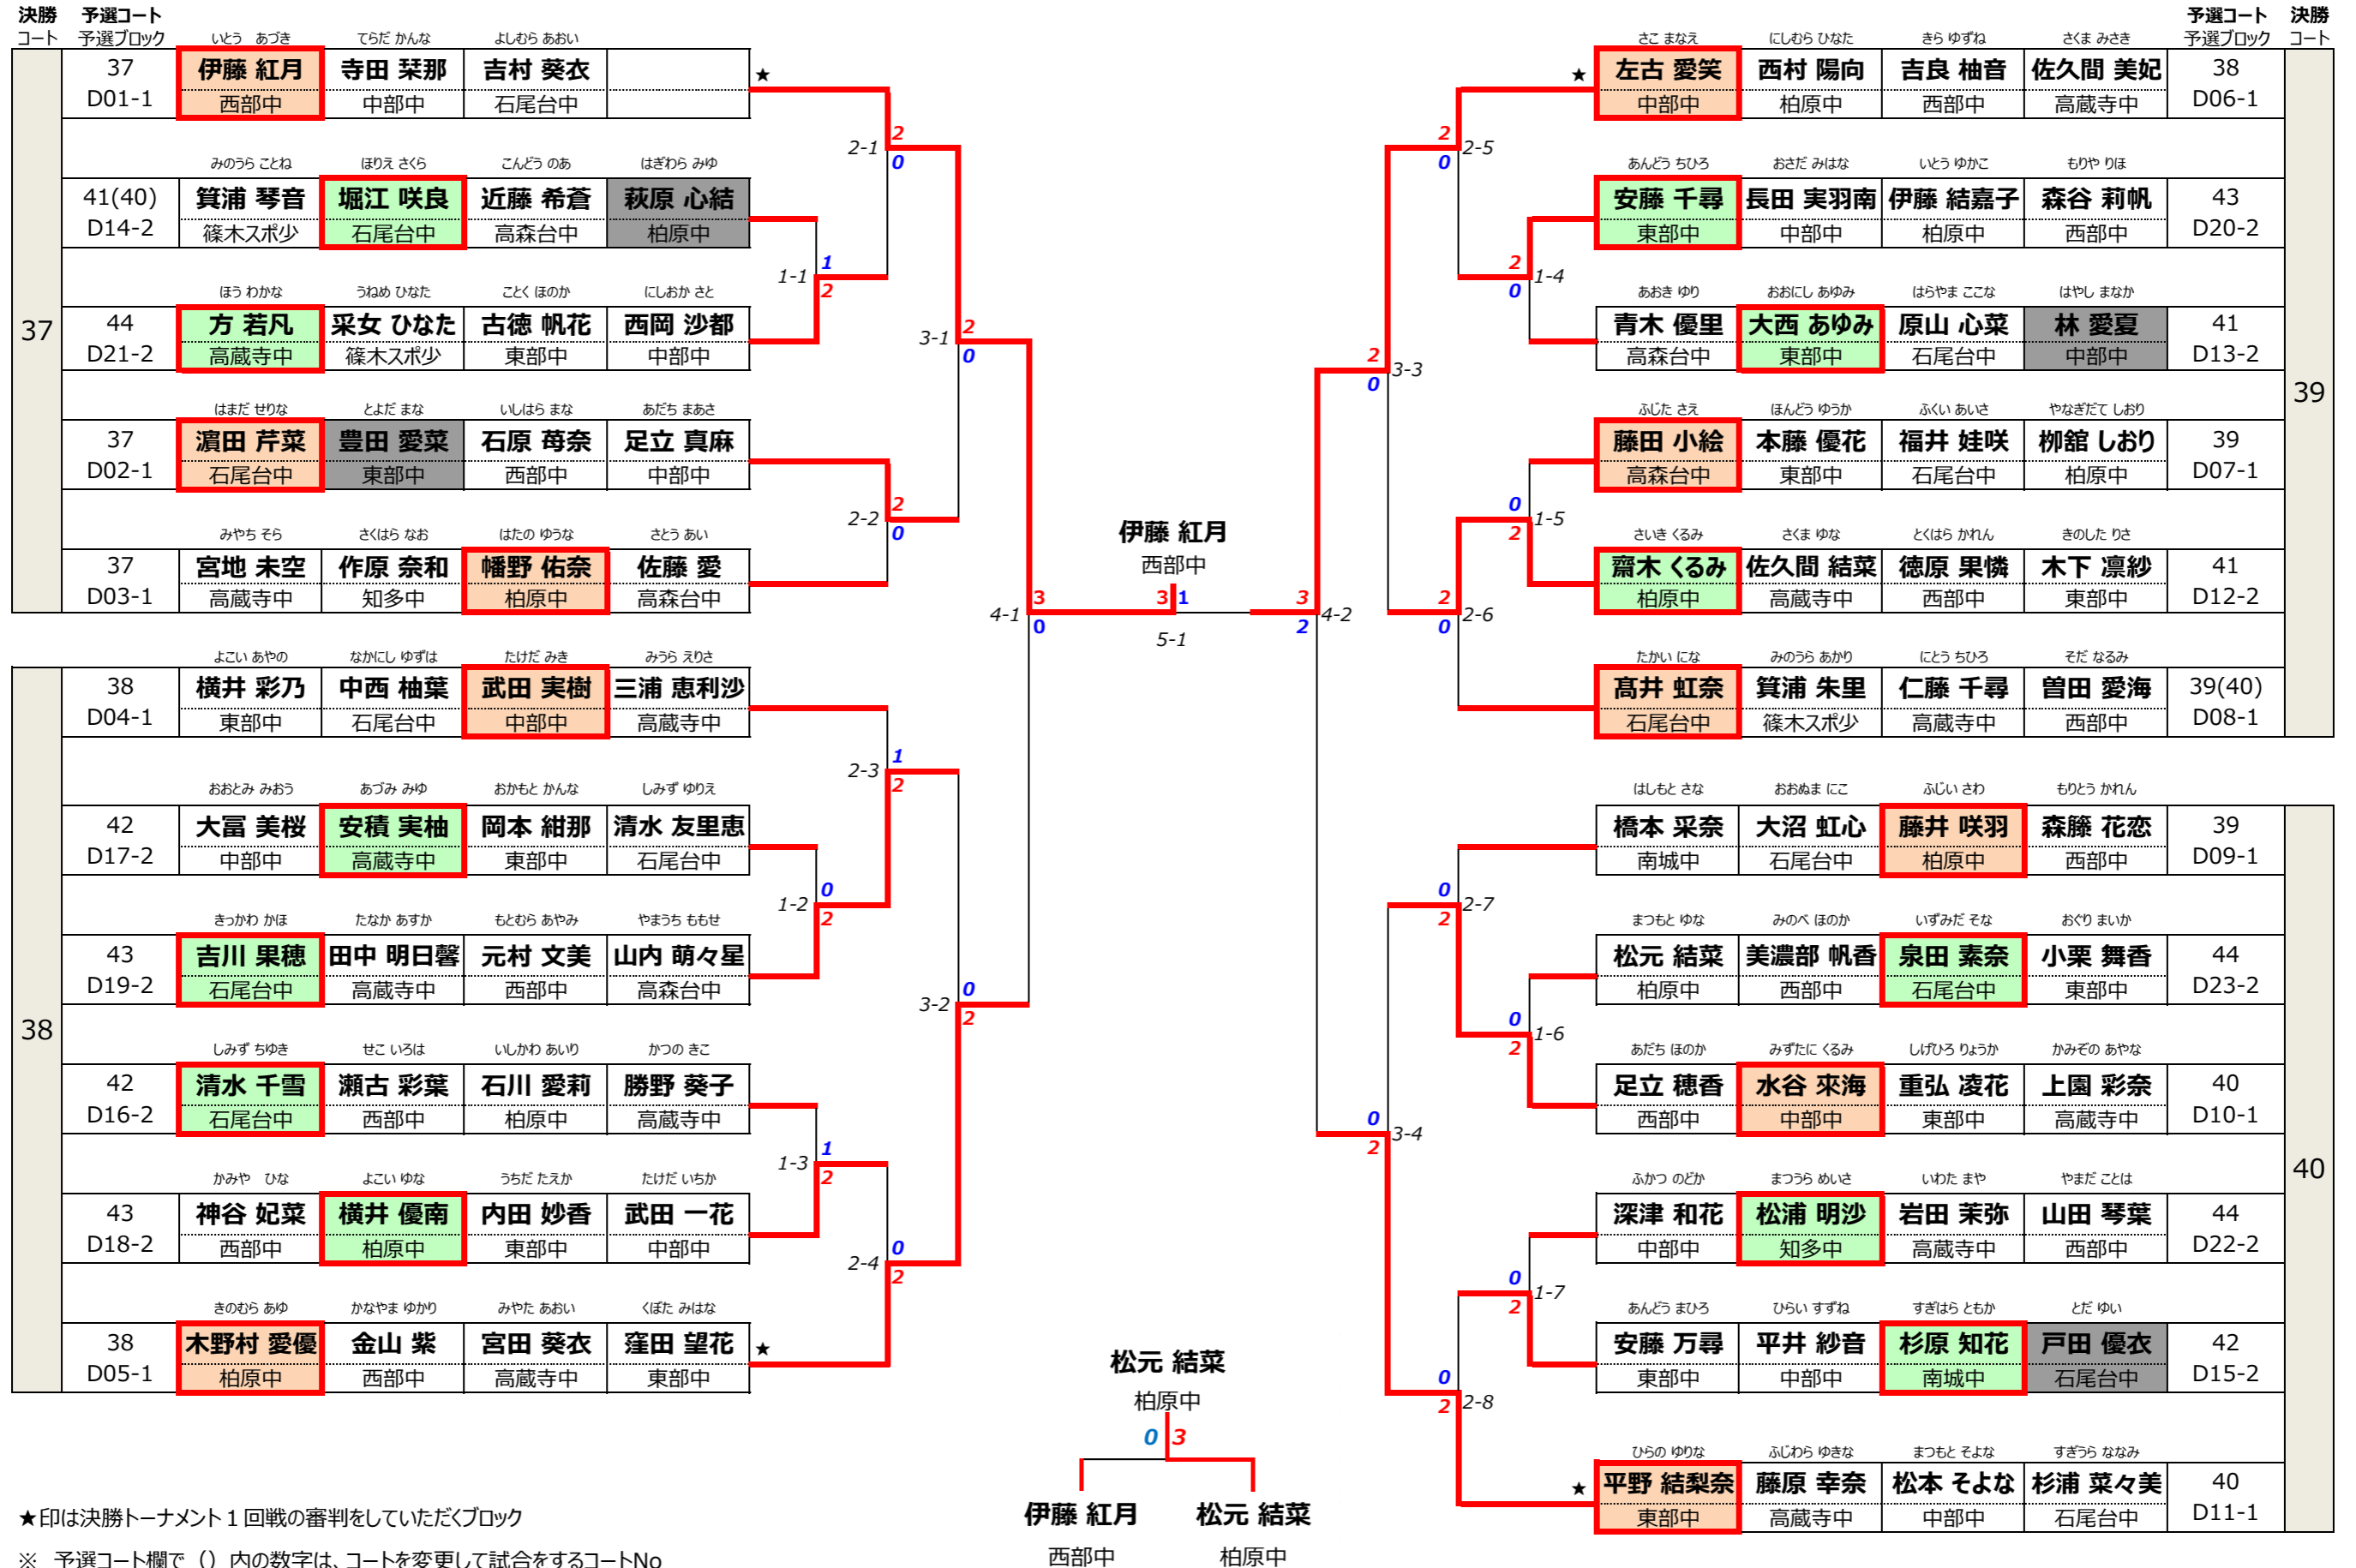 決勝 予選コート
コート 予選ブロック
37
いとう あづき てらだ かんな よしむら あおい
37 伊藤 紅月 寺田 栞那 吉村 葵衣 ★
D01-1 西部中 中部中 石尾台中
みのうら ことね ほりえ さくら こんどう のあ はぎわら みゆ
41(40) 箕浦 琴音 堀江 咲良 近藤 希蒼 萩原 心結
D14-2 篠木スポ少 石尾台中 高森台中 柏原中
ほう わかな うねめ ひなた ことく ほのか にしおか さと
44 方 若凡 采女 ひなた 古徳 帆花 西岡 沙都
D21-2 高蔵寺中 篠木スポ少 東部中 中部中
はまだ せりな とよだ まな いしはら まな あだち まあさ
37 濵田 芹菜 豊田 愛菜 石原 苺奈 足立 真麻
D02-1 石尾台中 東部中 西部中 中部中
みやち そら さくはら なお はたの ゆうな さとう あい
37 宮地 未空 作原 奈和 幡野 佑奈 佐藤 愛
D03-1 高蔵寺中 知多中 柏原中 高森台中
38
よこい あやの なかにし ゆずは たけだ みき みうら えりさ
38 横井 彩乃 中西 柚葉 武田 実樹 三浦 恵利沙
D04-1 東部中 石尾台中 中部中 高蔵寺中
おおとみ みおう あづみ みゆ おかもと かんな しみず ゆりえ
42 大冨 美桜 安積 実柚 岡本 紺那 清水 友里恵
D17-2 中部中 高蔵寺中 東部中 石尾台中
きっかわ かほ たなか あすか もとむら あやみ やまうち ももせ
43 吉川 果穂 田中 明日馨 元村 文美 山内 萌々星
D19-2 石尾台中 高蔵寺中 西部中 高森台中
しみず ちゆき せこ いろは いしかわ あいり かつの きこ
42 清水 千雪 瀬古 彩葉 石川 愛莉 勝野 葵子
D16-2 石尾台中 西部中 柏原中 高蔵寺中
かみや ひな よこい ゆな うちだ たえか たけだ いちか
43 神谷 妃菜 横井 優南 内田 妙香 武田 一花
D18-2 西部中 柏原中 東部中 中部中
きのむら あゆ かなやま ゆかり みやた あおい くぼた みはな
38 木野村 愛優 金山 紫 宮田 葵衣 窪田 望花 ★
D05-1 柏原中 西部中 高蔵寺中 東部中
1-1 1 2
1-2 0 2
1-3 1 2
2-1 2 0
2-2 2 0
2-3 1 2
2-4 0 2
3-1 2 0
3-2 0 2
4-1 3 0
伊藤 紅月
西部中
3 1
5-1
3 2 4-2
2 0 3-3
0 2 3-4
2 0 2-5
2 0 2-6
0 2 2-7
0 2 2-8
2 0 1-4
0 2 1-5
0 2 1-6
0 2 1-7
予選コート 決勝
予選ブロック コート
39
さこ まなえ にしむら ひなた きら ゆずね さくま みさき
★ 左古 愛笑 西村 陽向 吉良 柚音 佐久間 美妃 38
中部中 柏原中 西部中 高蔵寺中 D06-1
あんどう ちひろ おさだ みはな いとう ゆかこ もりや りほ
安藤 千尋 長田 実羽南 伊藤 結嘉子 森谷 莉帆 43
東部中 中部中 柏原中 西部中 D20-2
あおき ゆり おおにし あゆみ はらやま ここな はやし まなか
青木 優里 大西 あゆみ 原山 心菜 林 愛夏 41
高森台中 東部中 石尾台中 中部中 D13-2
ふじた さえ ほんどう ゆうか ふくい あいさ やなぎだて しおり
藤田 小絵 本藤 優花 福井 娃咲 栁舘 しおり 39
高森台中 東部中 石尾台中 柏原中 D07-1
さいき くるみ さくま ゆな とくはら かれん きのした りさ
齋木 くるみ 佐久間 結菜 徳原 果憐 木下 凛紗 41
柏原中 高蔵寺中 西部中 東部中 D12-2
たかい にな みのうら あかり にとう ちひろ そだ なるみ
髙井 虹奈 箕浦 朱里 仁藤 千尋 曽田 愛海 39(40)
石尾台中 篠木スポ少 高蔵寺中 西部中 D08-1
40
はしもと さな おおぬま にこ ふじい さわ もりとう かれん
橋本 采奈 大沼 虹心 藤井 咲羽 森籐 花恋 39
南城中 石尾台中 柏原中 西部中 D09-1
まつもと ゆな みのべ ほのか いずみだ そな おぐり まいか
松元 結菜 美濃部 帆香 泉田 素奈 小栗 舞香 44
柏原中 西部中 石尾台中 東部中 D23-2
あだち ほのか みずたに くるみ しげひろ りょうか かみぞの あやな
足立 穂香 水谷 來海 重弘 凌花 上園 彩奈 40
西部中 中部中 東部中 高蔵寺中 D10-1
ふかつ のどか まつうら めいさ いわた まや やまだ ことは
深津 和花 松浦 明沙 岩田 茉弥 山田 琴葉 44
中部中 知多中 高蔵寺中 西部中 D22-2
あんどう まひろ ひらい すずね すぎはら ともか とだ ゆい
安藤 万尋 平井 紗音 杉原 知花 戸田 優衣 42
東部中 中部中 南城中 石尾台中 D15-2
ひらの ゆりな ふじわら ゆきな まつもと そよな すぎうら ななみ
★ 平野 結梨奈 藤原 幸奈 松本 そよな 杉浦 菜々美 40
東部中 高蔵寺中 中部中 石尾台中 D11-1
松元 結菜
柏原中
0 3
伊藤 紅月 松元 結菜
西部中 柏原中
★印は決勝トーナメント1回戦の審判をしていただくブロック
※ 予選コート欄で()内の数字は、コートを変更して試合をするコートNo